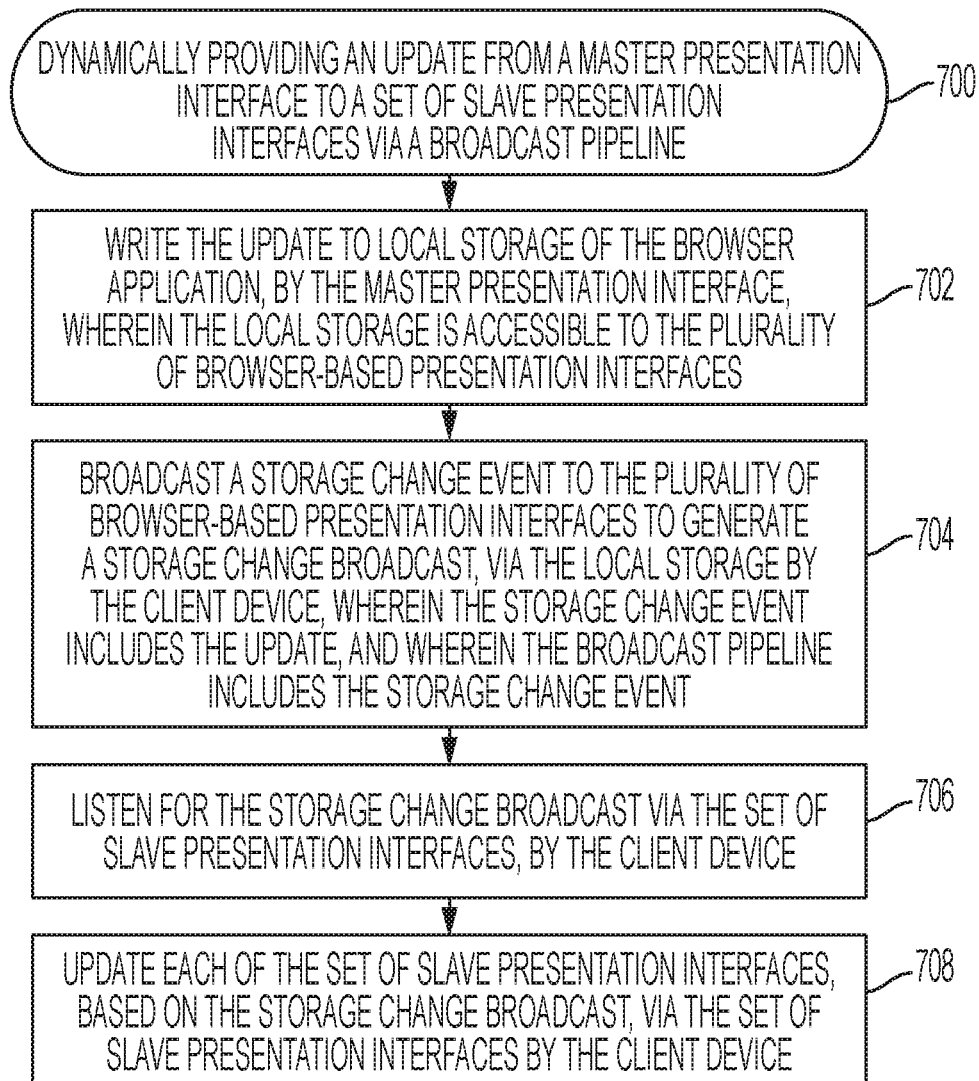 DYNAMICALLY PROVIDING AN UPDATE FROM A MASTER PRESENTATION
INTERFACE TO A SET OF SLAVE PRESENTATION
INTERFACES VIA A BROADCAST PIPELINE
700
WRITE THE UPDATE TO LOCAL STORAGE OF THE BROWSER
APPLICATION, BY THE MASTER PRESENTATION INTERFACE,
WHEREIN THE LOCAL STORAGE IS ACCESSIBLE TO THE PLURALITY
OF BROWSER-BASED PRESENTATION INTERFACES
702
BROADCAST A STORAGE CHANGE EVENT TO THE PLURALITY OF
BROWSER-BASED PRESENTATION INTERFACES TO GENERATE
A STORAGE CHANGE BROADCAST, VIA THE LOCAL STORAGE BY
THE CLIENT DEVICE, WHEREIN THE STORAGE CHANGE EVENT
INCLUDES THE UPDATE, AND WHEREIN THE BROADCAST PIPELINE
INCLUDES THE STORAGE CHANGE EVENT
704
LISTEN FOR THE STORAGE CHANGE BROADCAST VIA THE SET OF
SLAVE PRESENTATION INTERFACES, BY THE CLIENT DEVICE
706
UPDATE EACH OF THE SET OF SLAVE PRESENTATION INTERFACES,
BASED ON THE STORAGE CHANGE BROADCAST, VIA THE SET OF
SLAVE PRESENTATION INTERFACES BY THE CLIENT DEVICE
708